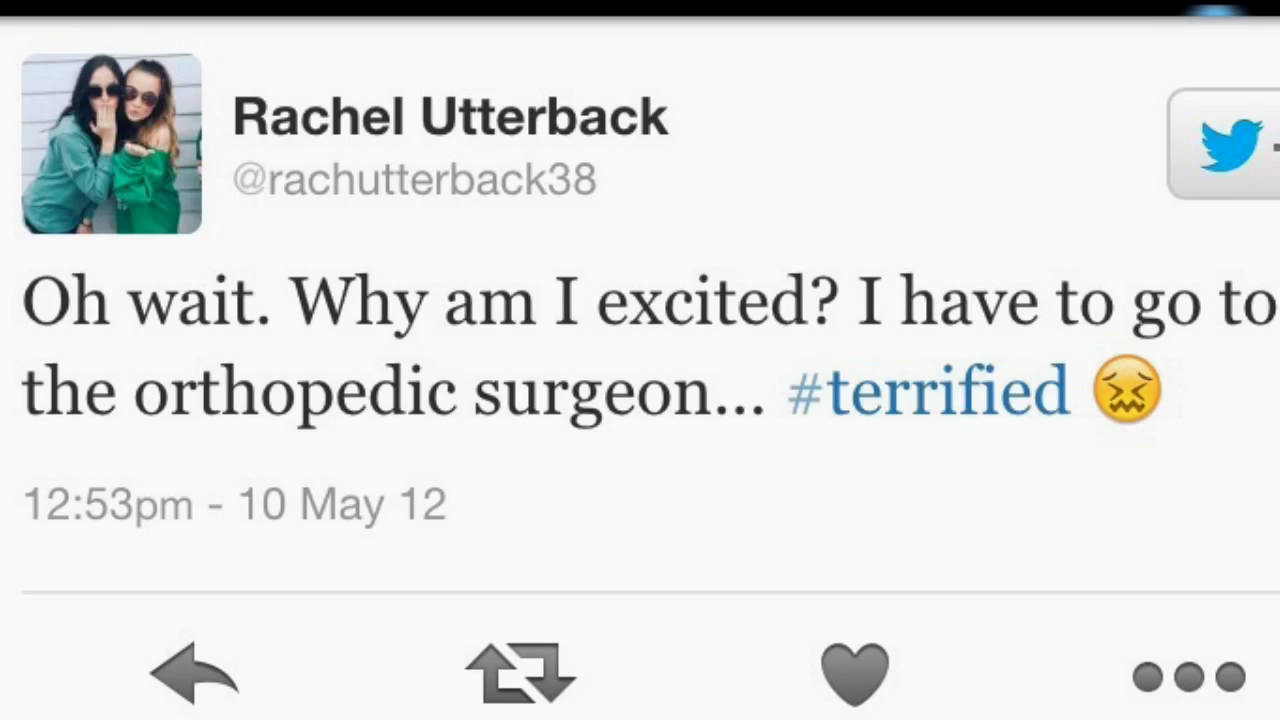 Rachel Utterback
@rachutterback38
Oh wait. Why am I excited? I have to go to
the orthopedic surgeon... #terrified 😖
12:53pm - 10 May 12